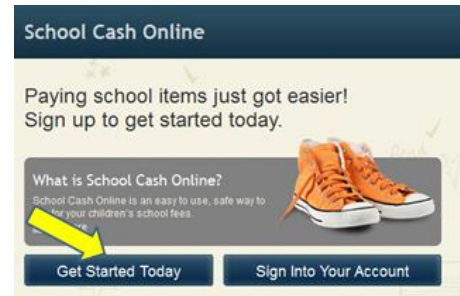 School Cash Online
Paying school items just got easier!
Sign up to get started today.
What is School Cash Online?
School Cash Online is an easy to use, safe way to
for your children's school fees.
Get Started Today
Sign Into Your Account